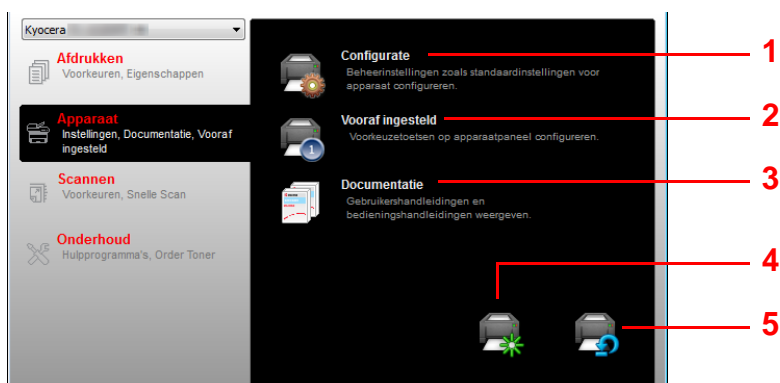 Kyocera
Afdrukken
Voorkeuren, Eigenschappen
Apparaat
Instellingen, Documentatie, Vooraf
ingesteld
Scannen
Voorkeuren, Snelle Scan
Onderhoud
Hulpprogramma's, Order Toner
Configurate
Beheerinstellingen zoals standaardinstellingen voor
apparaat configureren.
1
Vooraf ingesteld
Voorkeuzetoetsen op apparaatpaneel configureren.
1
2
Documentatie
Gebruikershandleidingen en
bedieningshandleidingen weergeven.
3
4
5